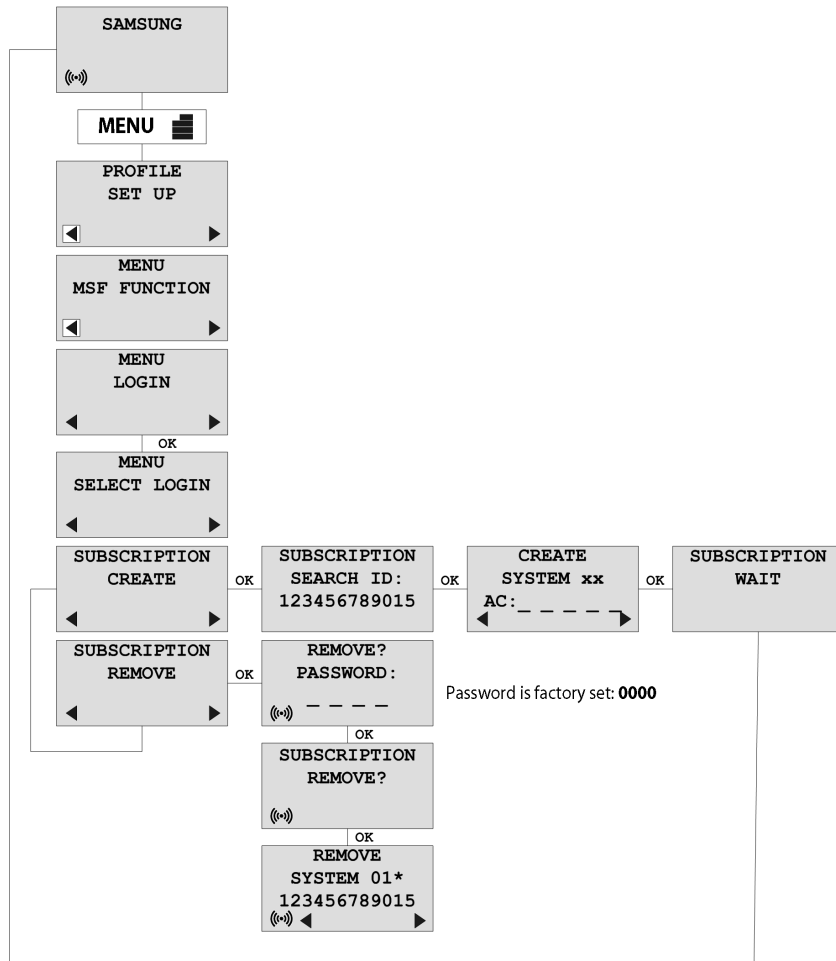 SAMSUNG
MENU
PROFILE
SET UP
MENU
MSF FUNCTION
MENU
LOGIN
OK
MENU
SELECT LOGIN
SUBSCRIPTION
CREATE
OK
SUBSCRIPTION
SEARCH ID:
123456789015
OK
CREATE
SYSTEM xx
AC:_ _ _ _ _
OK
SUBSCRIPTION
WAIT
SUBSCRIPTION
REMOVE
OK
REMOVE?
PASSWORD:
_ _ _ _
Password is factory set: 0000
OK
SUBSCRIPTION
REMOVE?
OK
REMOVE
SYSTEM 01*
123456789015